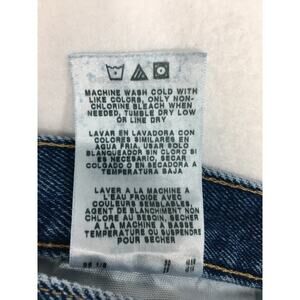 MACHINE WASH COLD WITH
LIKE COLORS, ONLY NON-
CHLORINE BLEACH WHEN
NEEDED, TUMBLE DRY LOW
OR LINE DRY
LAVAR EN LAVADORA CON
COLORES SIMILARES EN
AGUA FRIA, USAR SOLO
BLANQUEADOR SIN CLORO SI
ES NECESARIO, SECAR
COLGADO O SECADORA A
TEMPERATURA BAJA
LAVER A LA MACHINE A
L'EAU FROIDE AVEC
COULEURS SEMBLABLES,
AGENT DE BLANCHIMENT NON
CHLORE AU BESOIN, SECHER
A LA MACHINE A BASSE
TEMPERATURE OU SUSPENDRE
POUR SECHER